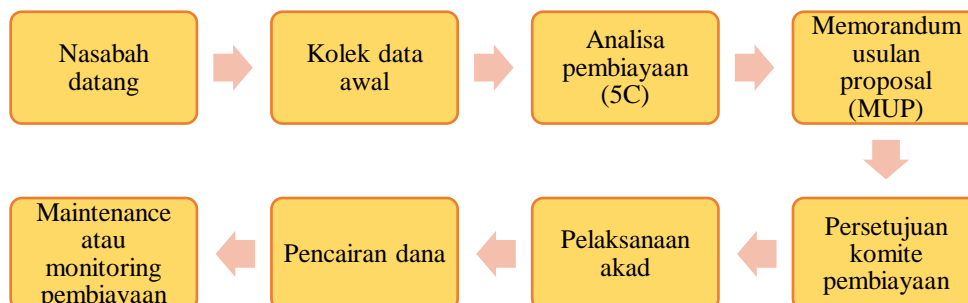 Nasabah
datang
Kolek data
awal
Analisa
pembiayaan
(5C)
Memorandum
usulan
proposal
(MUP)
Persetujuan
komite
pembiayaan
Pelaksanaan
akad
Pencairan dana
Maintenance
atau
monitoring
pembiayaan